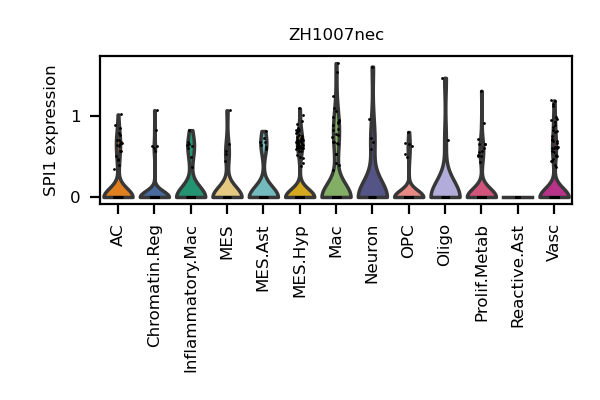 ZH1007nec
SPI1 expression
1
0
AC
Chromatin.Reg
Inflammatory.Mac
MES
MES.Ast
MES.Hyp
Mac
Neuron
OPC
Oligo
Prolif.Metab
Reactive.Ast
Vasc